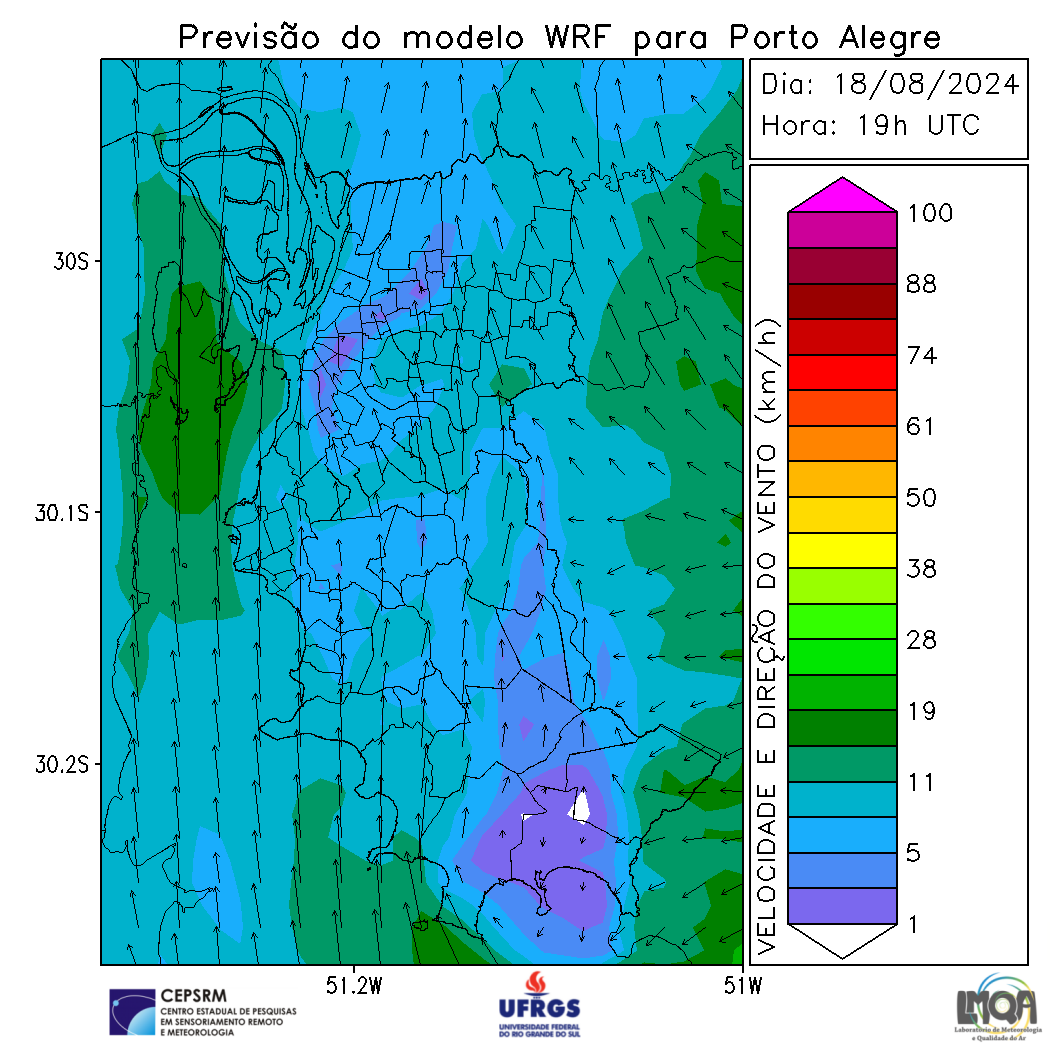 Previsão do modelo WRF para Porto Alegre
Dia: 18/08/2024
Hora: 19h UTC
30S
30.1S
30.2S
51.2W
51W
VELOCIDADE E DIREÇÃO DO VENTO (km/h)
100
88
74
61
50
38
28
19
11
5
1
CEPSRM
CENTRO ESTADUAL DE PESQUISAS
EM SENSORIAMENTO REMOTO
E METEOROLOGIA
UFRGS
UNIVERSIDADE FEDERAL
DO RIO GRANDE DO SUL
LMQA
Laboratório de Meteorologia
e Qualidade do Ar